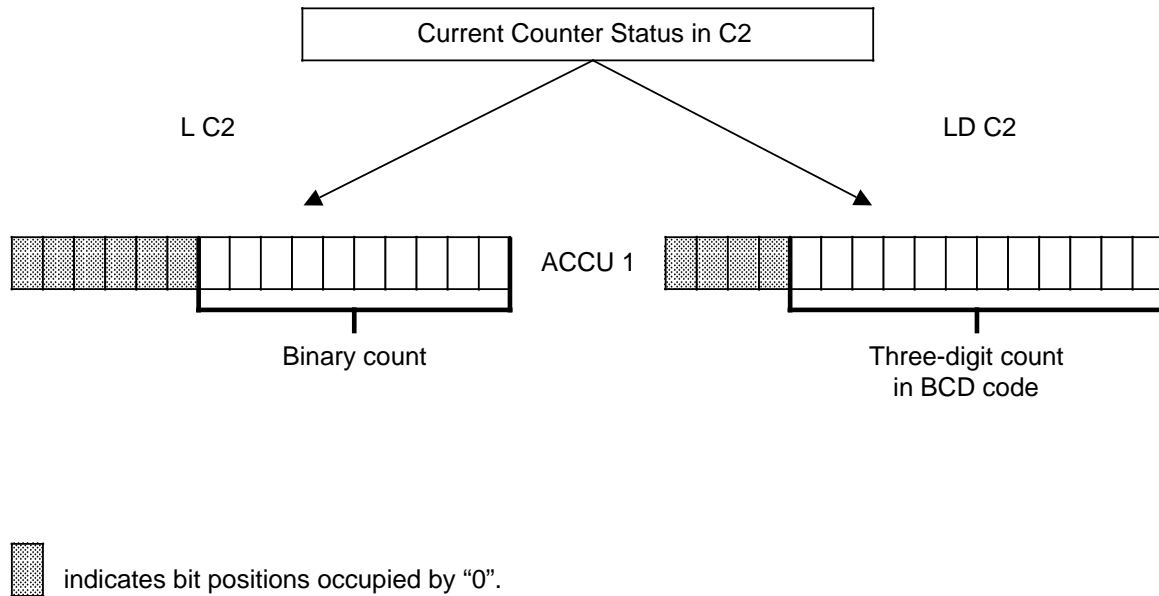 Current Counter Status in C2
L C2
LD C2
ACCU 1
Binary count
Three-digit count
in BCD code
indicates bit positions occupied by “0”.